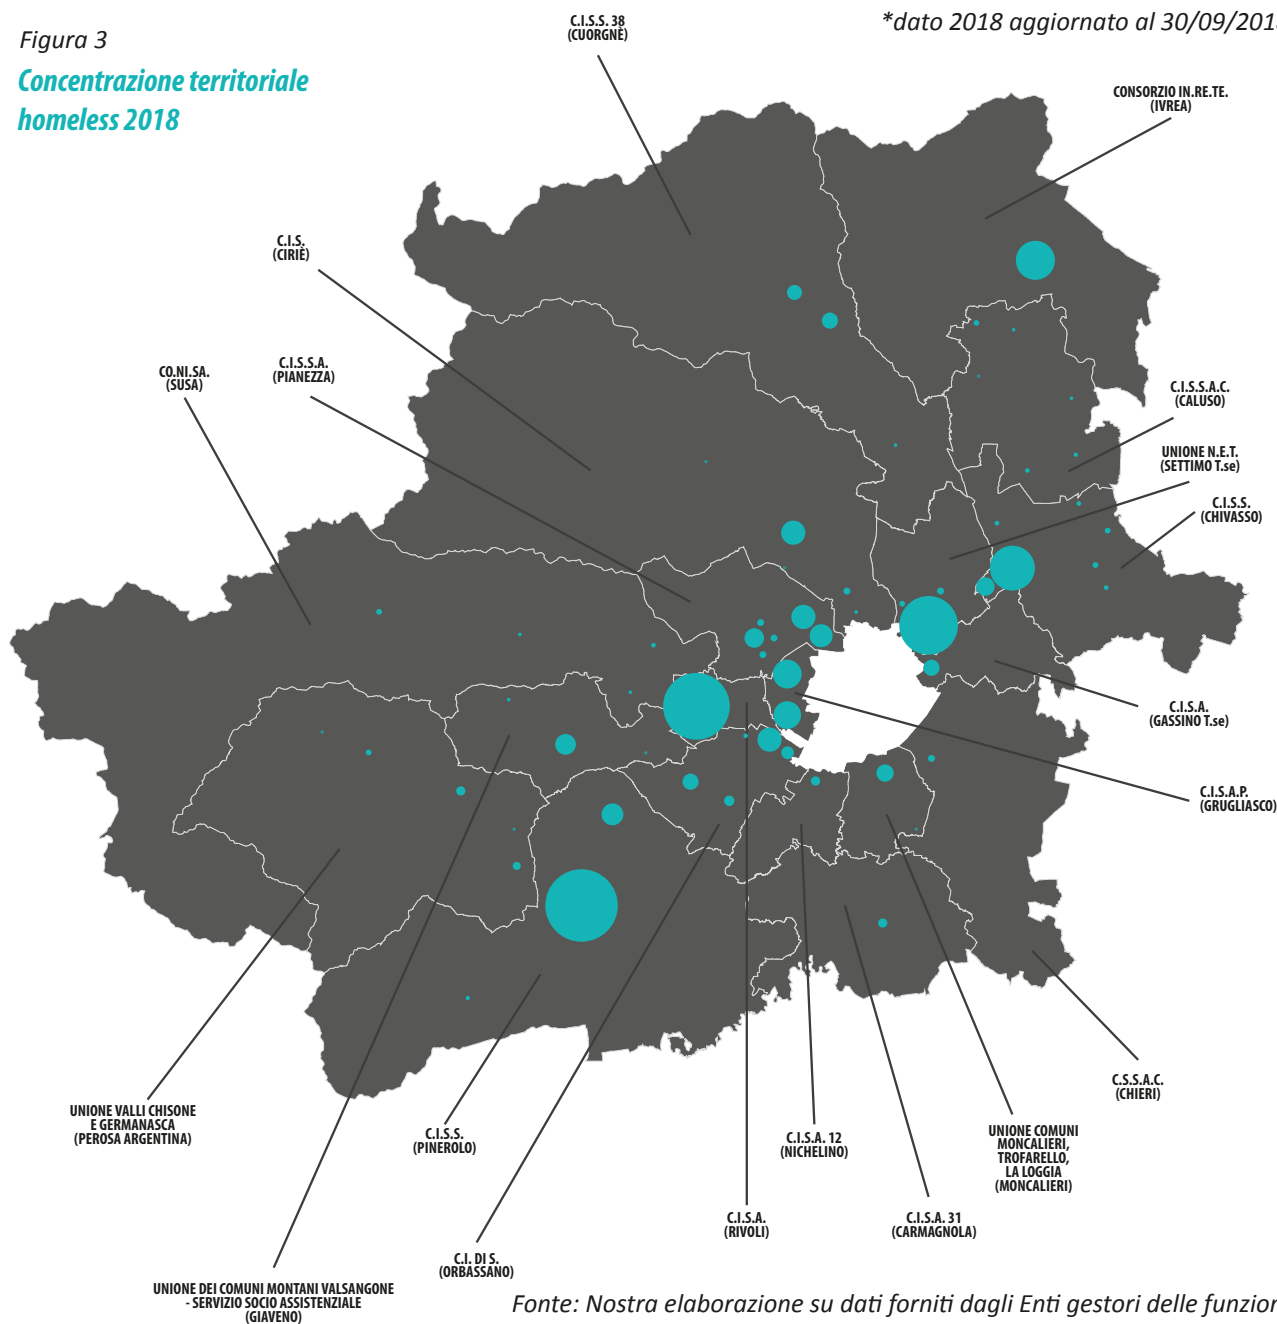 Figura 3
Concentrazione territoriale
homeless 2018
C.I.S.S. 38
(CUORGNÈ)
*dato 2018 aggiornato al 30/09/201
CONSORZIO IN.RE.TE.
(IVREA)
C.I.S.
(CIRIÈ)
CO.NI.SA.
(SUSA)
C.I.S.S.A.
(PIANEZZA)
C.I.S.S.A.C.
(CALUSO)
UNIONE N.E.T.
(SETTIMO T.se)
C.I.S.S.
(CHIVASSO)
C.I.S.A.
(GASSINO T.se)
C.I.S.A.P.
(GRUGLIASCO)
C.S.S.A.C.
(CHIERI)
UNIONE VALLI CHISONE
E GERMANASCA
(PEROSA ARGENTINA)
C.I.S.S.
(PINEROLO)
C.I.S.A. 12
(NICHELINO)
UNIONE COMUNI
MONCALIERI,
TROFARELLO,
LA LOGGIA
(MONCALIERI)
C.I.S.A.
(RIVOLI)
C.I.S.A. 31
(CARMAGNOLA)
C.I. DI S.
(ORBASSANO)
UNIONE DEI COMUNI MONTANI VALSANGONE
- SERVIZIO SOCIO ASSISTENZIALE
(GIAVENO)
Fonte: Nostra elaborazione su dati forniti dagli Enti gestori delle funzion